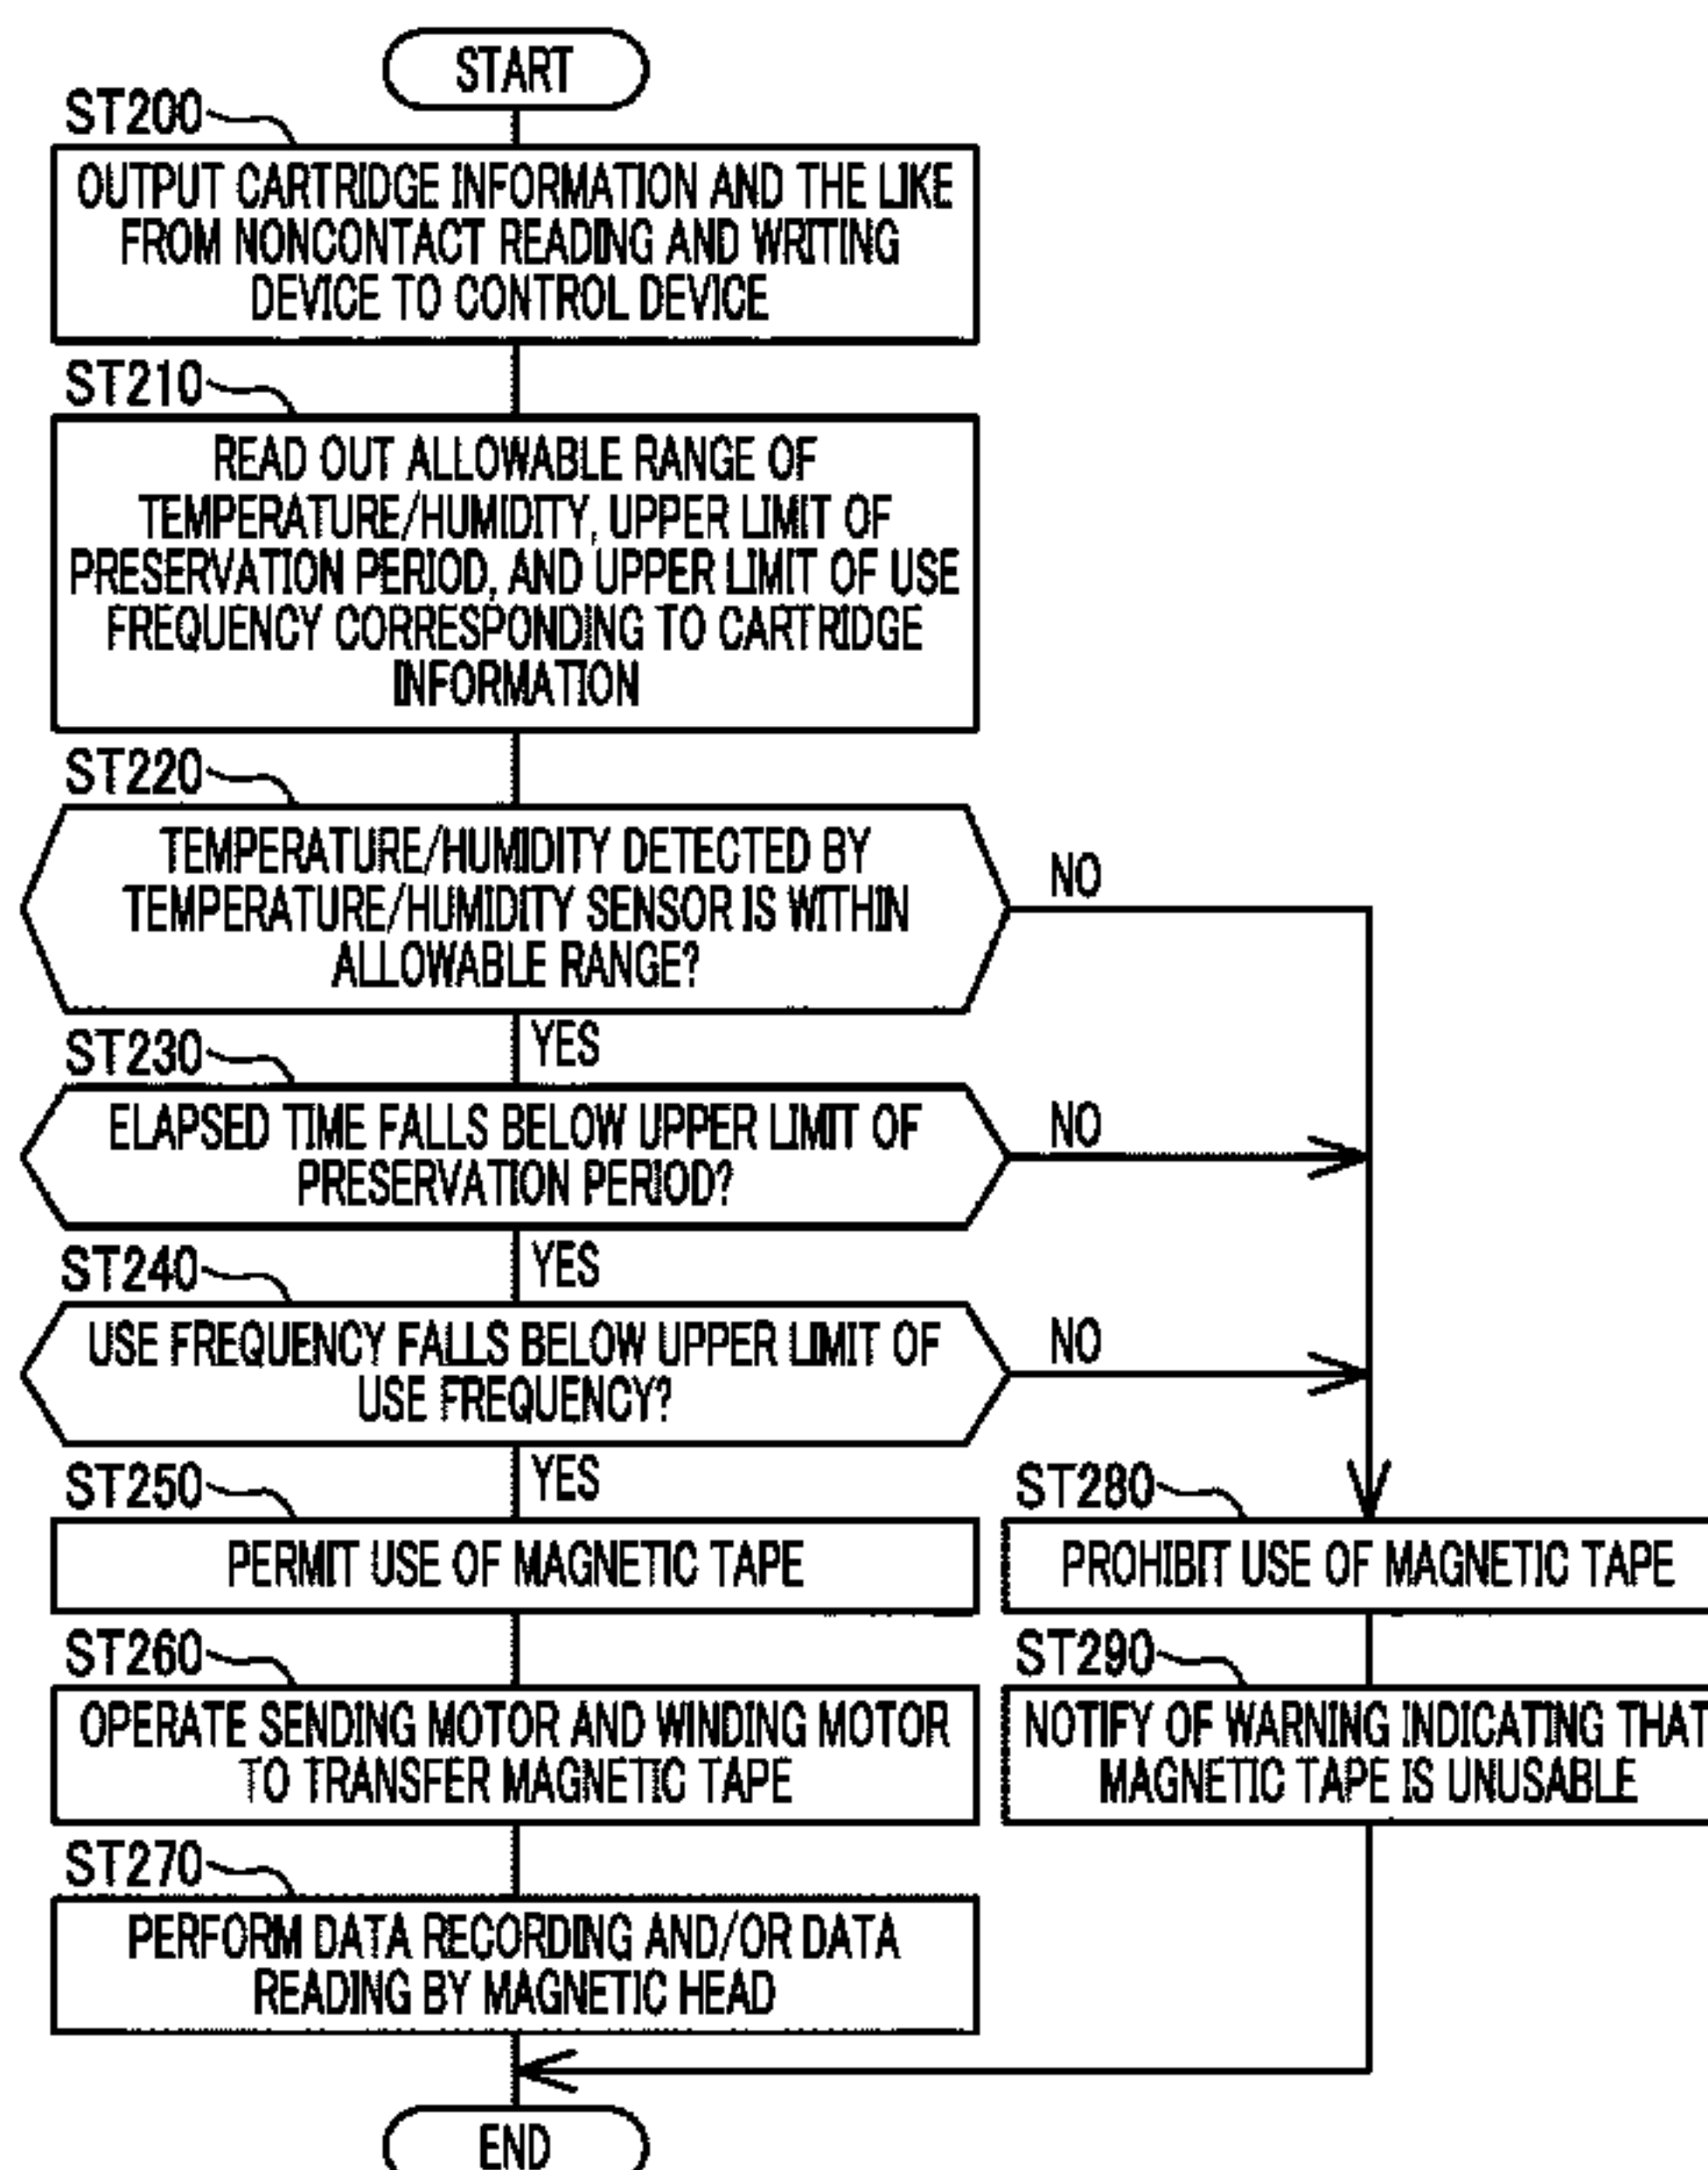 START
ST200
OUTPUT CARTRIDGE INFORMATION AND THE LIKE
FROM NONCONTACT READING AND WRITING
DEVICE TO CONTROL DEVICE
ST210
READ OUT ALLOWABLE RANGE OF
TEMPERATURE/HUMIDITY, UPPER LIMIT OF
PRESERVATION PERIOD, AND UPPER LIMIT OF USE
FREQUENCY CORRESPONDING TO CARTRIDGE
INFORMATION
ST220
TEMPERATURE/HUMIDITY DETECTED BY
TEMPERATURE/HUMIDITY SENSOR IS WITHIN
ALLOWABLE RANGE?
NO
YES
ST230
ELAPSED TIME FALLS BELOW UPPER LIMIT OF
PRESERVATION PERIOD?
NO
YES
ST240
USE FREQUENCY FALLS BELOW UPPER LIMIT OF
USE FREQUENCY?
NO
YES
ST250
PERMIT USE OF MAGNETIC TAPE
ST280
PROHIBIT USE OF MAGNETIC TAPE
ST260
OPERATE SENDING MOTOR AND WINDING MOTOR
TO TRANSFER MAGNETIC TAPE
ST290
NOTIFY OF WARNING INDICATING THAT
MAGNETIC TAPE IS UNUSABLE
ST270
PERFORM DATA RECORDING AND/OR DATA
READING BY MAGNETIC HEAD
END